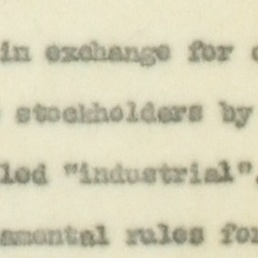 in exchange for
stockholders by
led "industrial".
amental rules for